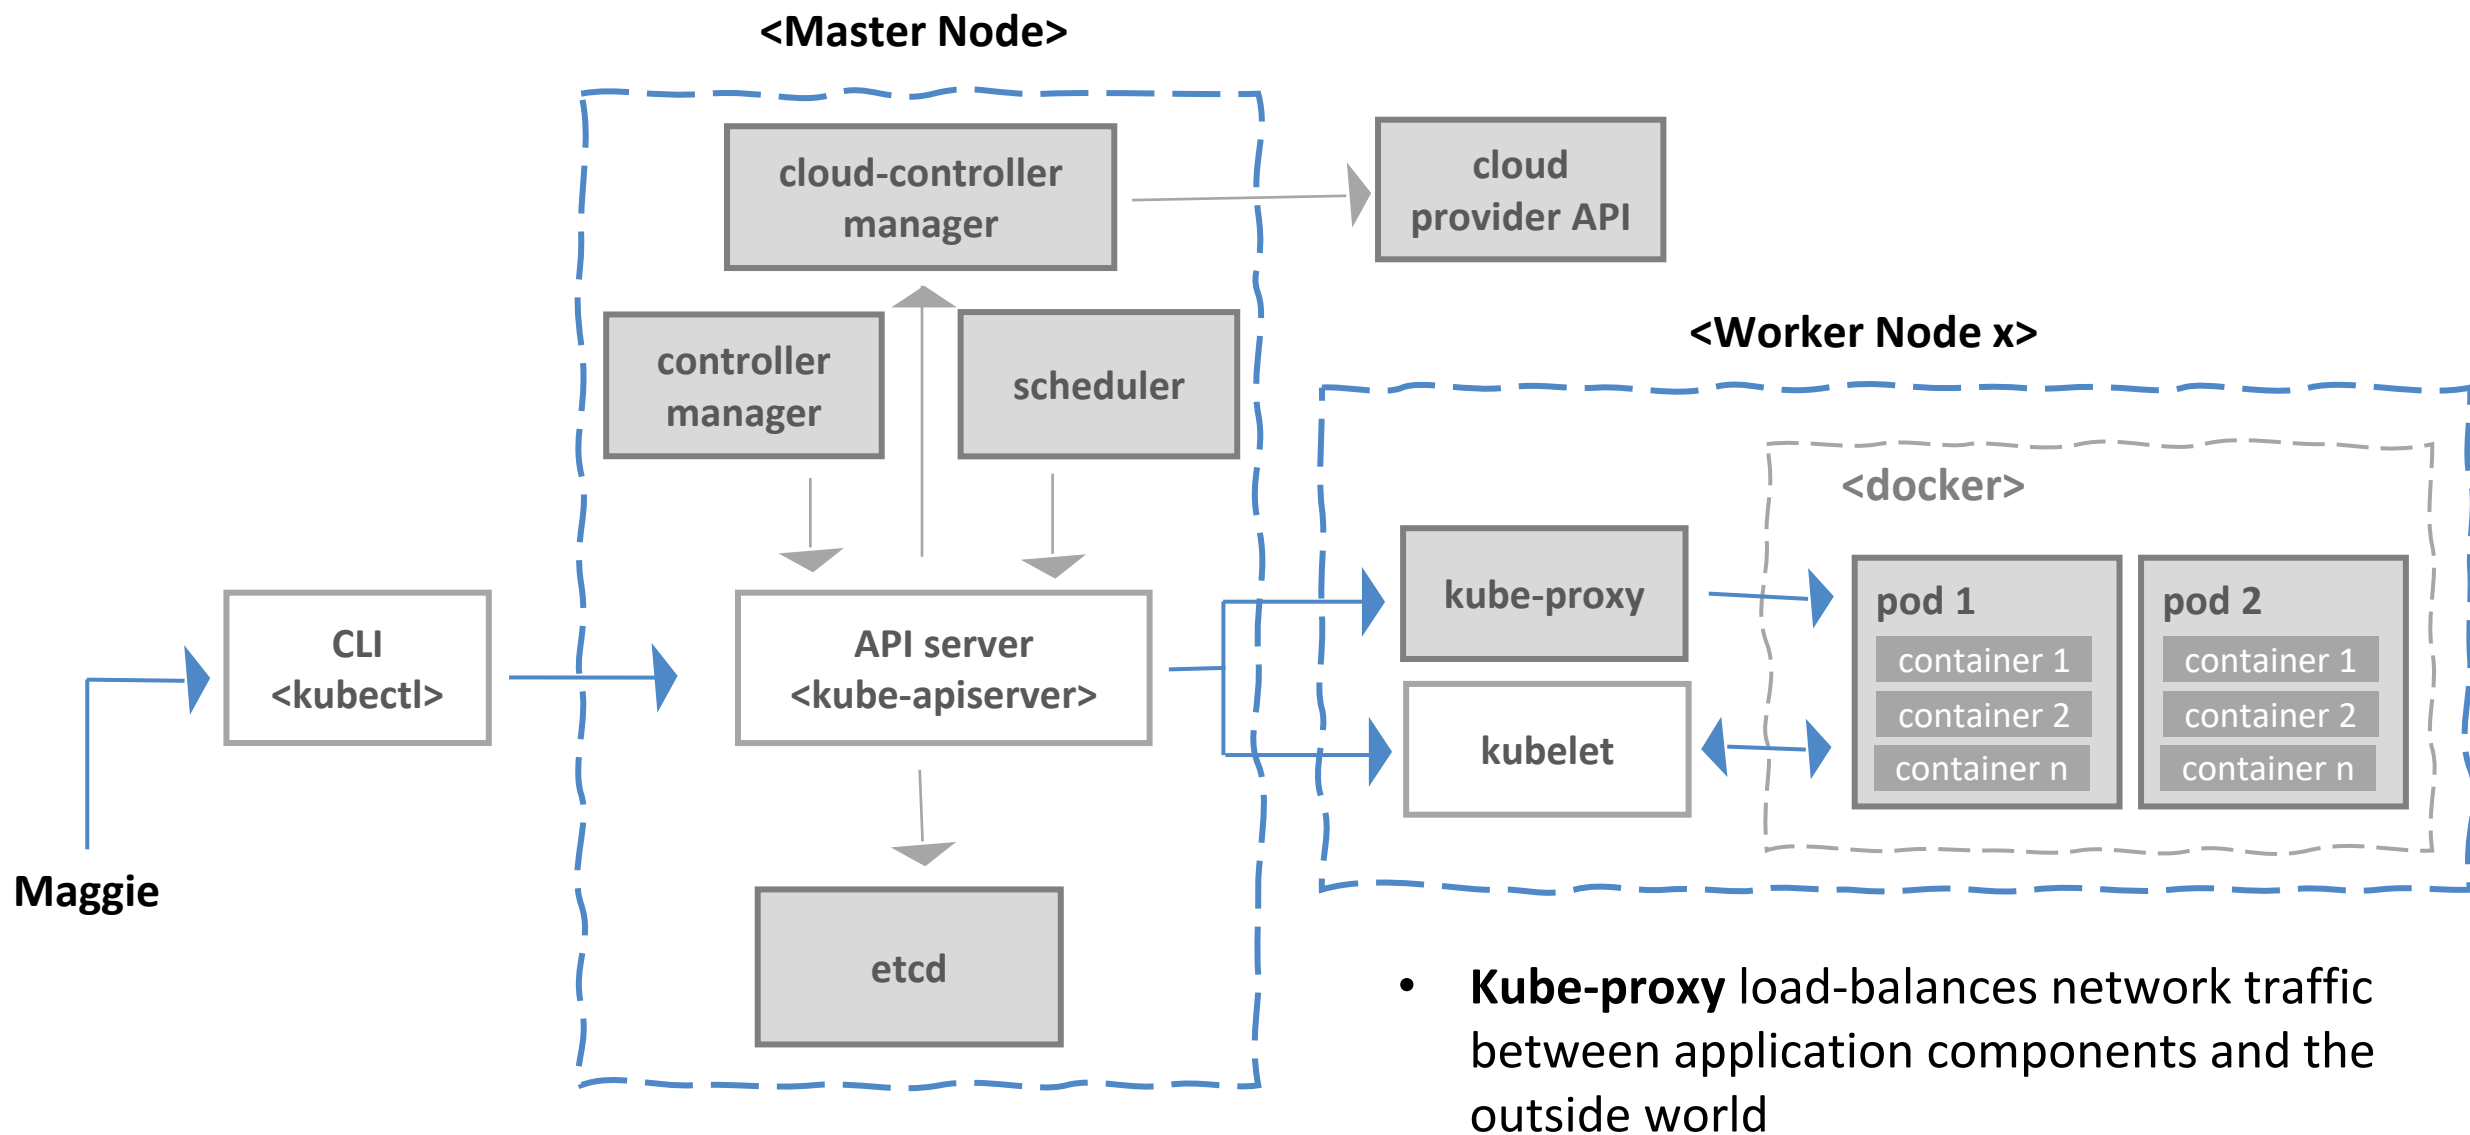 <Master Node>
cloud-controller
manager
cloud
provider API
controller
manager
scheduler
<Worker Node x>
<docker>
kube-proxy
pod 1
container 1
container 2
container n
pod 2
container 1
container 2
container n
CLI
<kubectl>
API server
<kube-apiserver>
kubelet
Maggie
etcd
• Kube-proxy load-balances network traffic
between application components and the
outside world